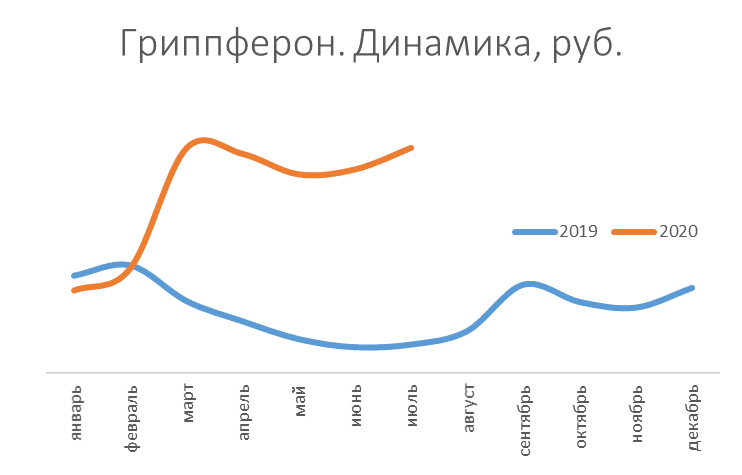 Гриппферон. Динамика, руб.
2019
2020
январь
февраль
март
апрель
май
июнь
июль
август
сентябрь
октябрь
ноябрь
декабрь